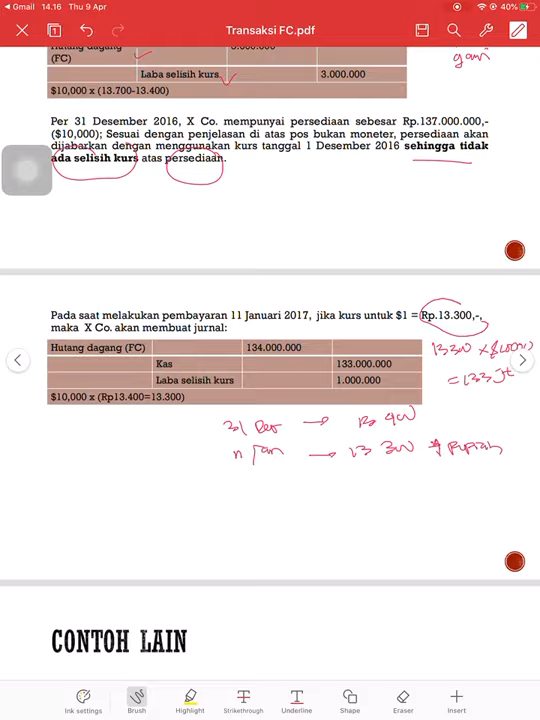 Gmail 14.16 Thu 9 Apr 40%
Transaksi FC.pdf
Hutang dagang
(FC)
3.000.000
gain
Laba selisih kurs 3.000.000
$10,000 x (13.700-13.400)
Per 31 Desember 2016, X Co. mempunyai persediaan sebesar Rp.137.000.000,-
($10,000); Sesuai dengan penjelasan di atas pos bukan moneter, persediaan akan
dijabarkan dengan menggunakan kurs tanggal 1 Desember 2016 sehingga tidak
ada selisih kurs atas persediaan.
Pada saat melakukan pembayaran 11 Januari 2017, jika kurs untuk $1 = Rp.13.300,-,
maka X Co. akan membuat jurnal:
Hutang dagang (FC) 134.000.000
Kas 133.000.000
Laba selisih kurs 1.000.000
$10,000 x (Rp13.400=13.300)
= 133 jt
31 Des → 13 400
11 Jan → 13 300 Rupiah
CONTOH LAIN
Ink settings Brush Highlight Strikethrough Underline Shape Eraser Insert